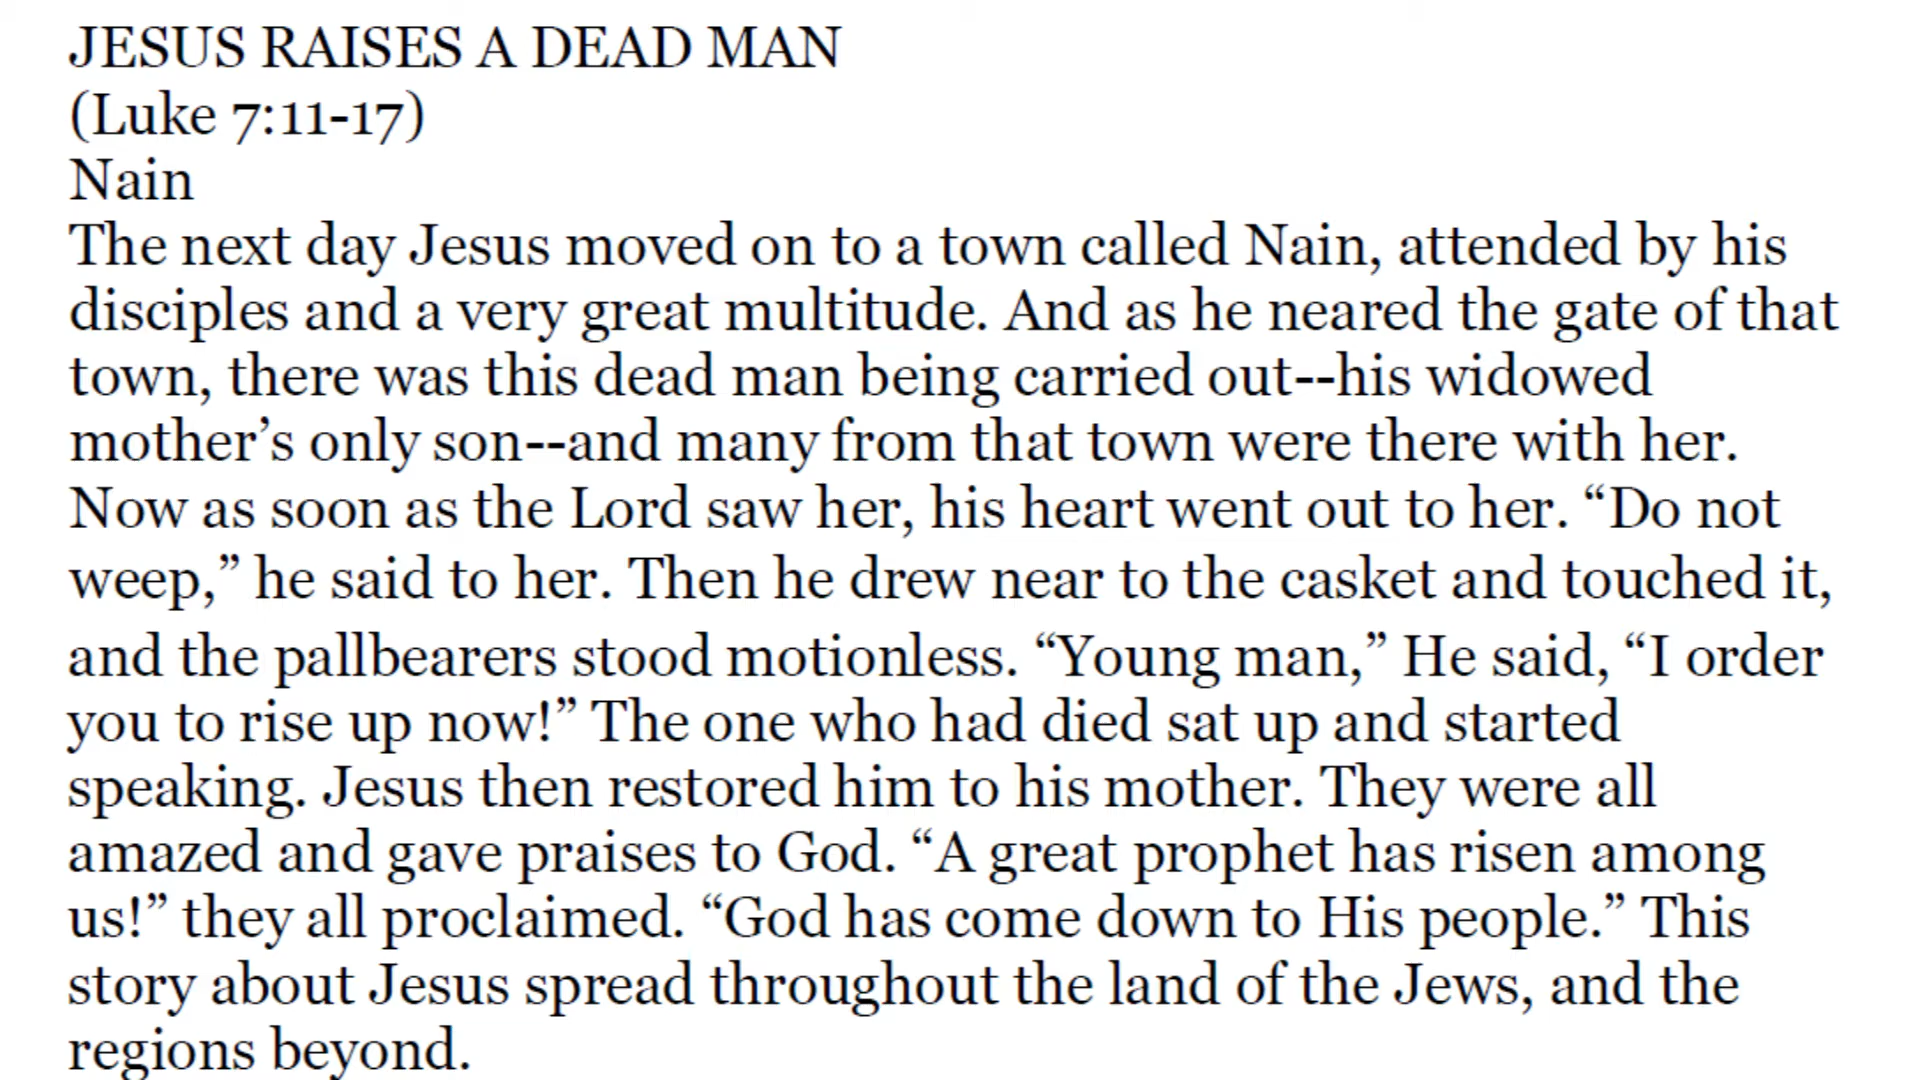 JESUS RAISES A DEAD MAN
(Luke 7:11-17)
Nain
The next day Jesus moved on to a town called Nain, attended by his
disciples and a very great multitude. And as he neared the gate of that
town, there was this dead man being carried out--his widowed
mother’s only son--and many from that town were there with her.
Now as soon as the Lord saw her, his heart went out to her. “Do not
weep,” he said to her. Then he drew near to the casket and touched it,
and the pallbearers stood motionless. “Young man,” He said, “I order
you to rise up now!” The one who had died sat up and started
speaking. Jesus then restored him to his mother. They were all
amazed and gave praises to God. “A great prophet has risen among
us!” they all proclaimed. “God has come down to His people.” This
story about Jesus spread throughout the land of the Jews, and the
regions beyond.